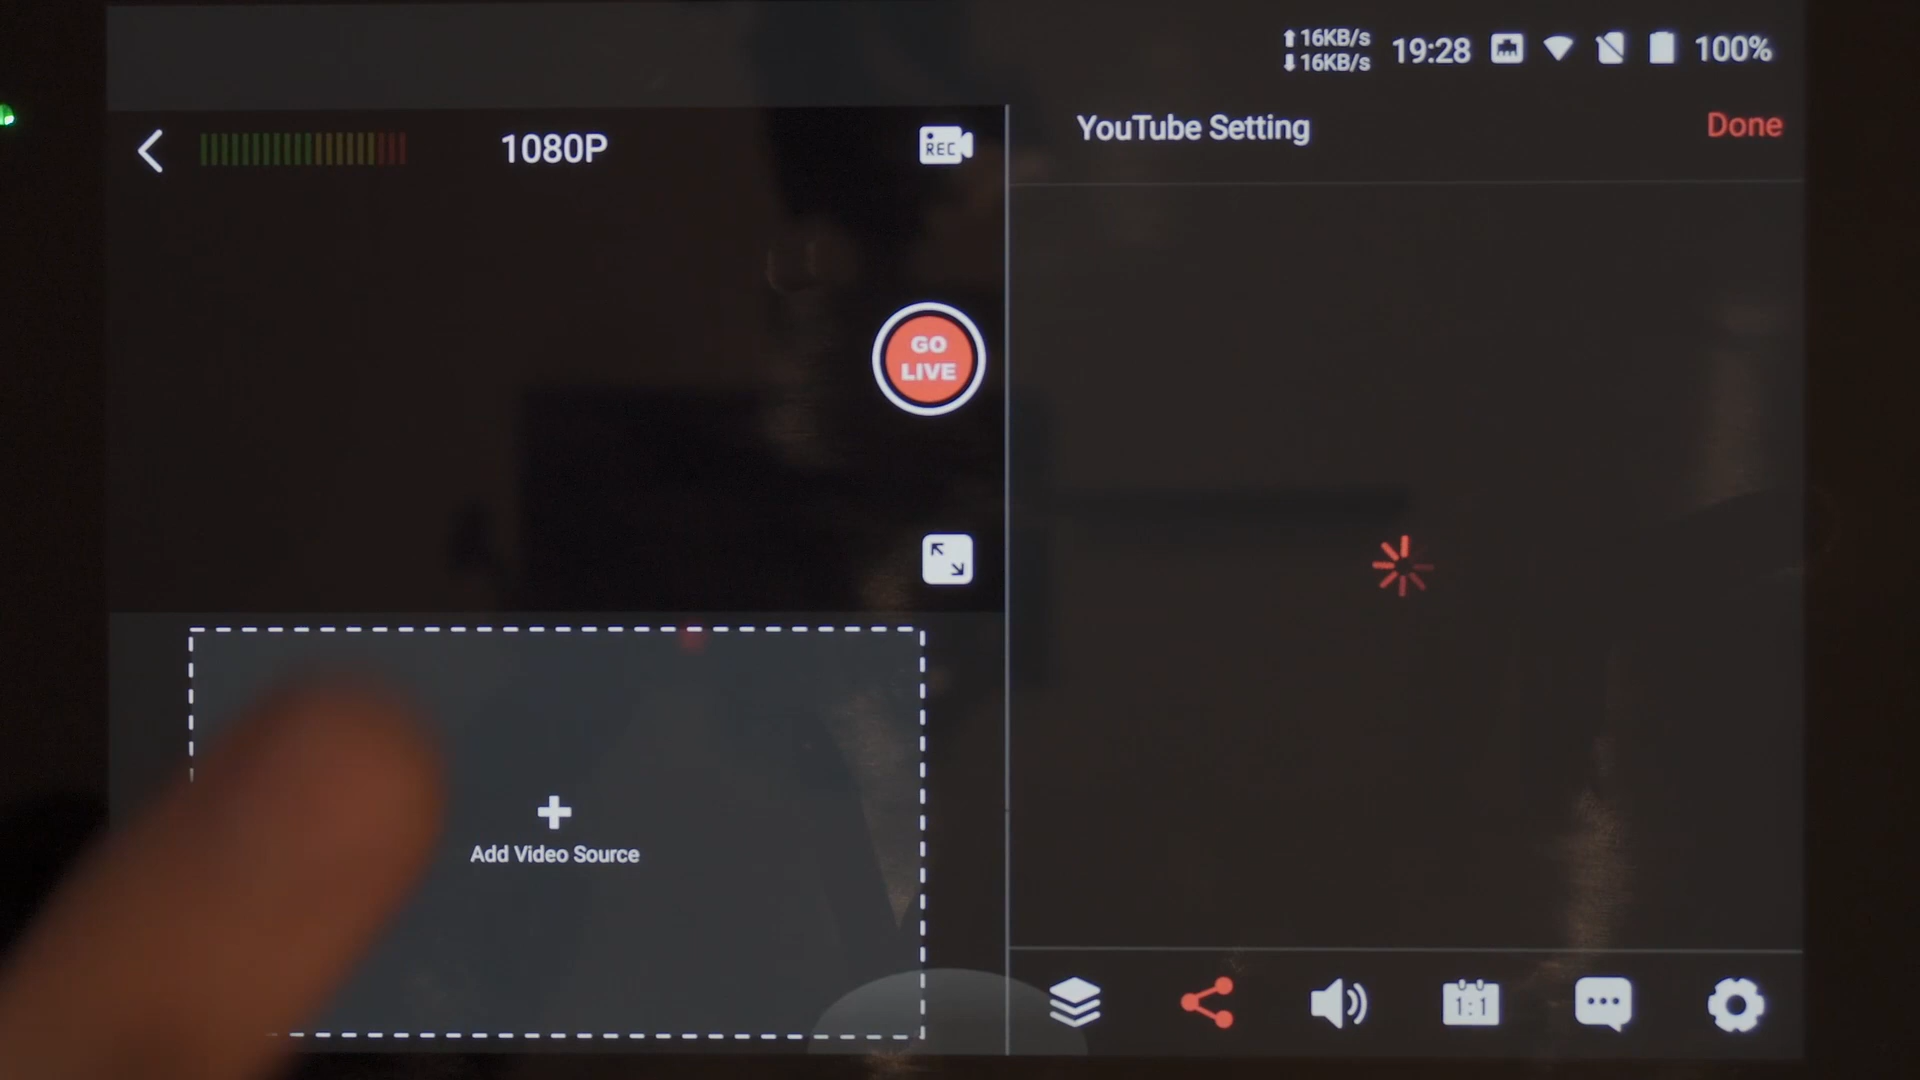 16KB/s
16KB/s
19:28
100%
1080P
REC
YouTube Setting
Done
GO
LIVE
Add Video Source
1:1